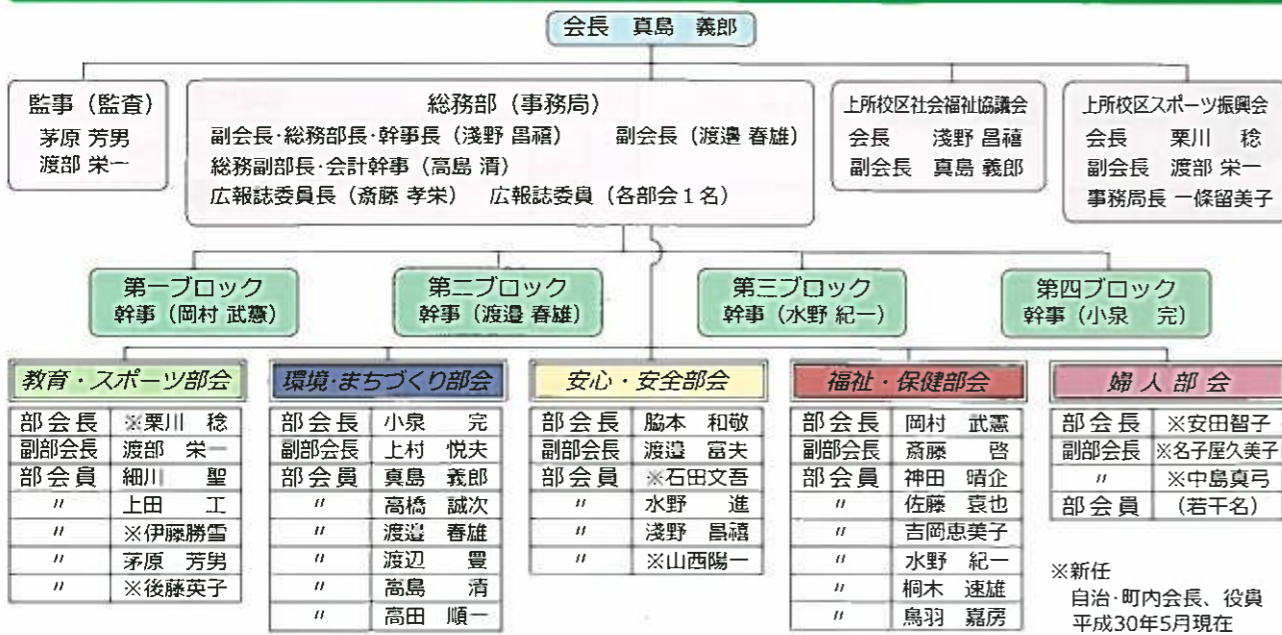 会長 真島 義郎
監事（監査）
茅原 芳男
渡部 栄一
総務部（事務局）
副会長・総務部長・幹事長（淺野 昌禧） 副会長（渡邉 春雄）
総務副部長・会計幹事（高島 清）
広報誌委員長（斎藤 孝栄） 広報誌委員（各部会１名）
上所校区社会福祉協議会
会長 淺野 昌禧
副会長 真島 義郎
上所校区スポーツ振興会
会長 栗川 稔
副会長 渡部 栄一
事務局長 一條留美子
第一ブロック
幹事（岡村 武憲）
第二ブロック
幹事（渡邉 春雄）
第三ブロック
幹事（水野 紀一）
第四ブロック
幹事（小泉 完）
教育・スポーツ部会
部会長 ※栗川 稔
副部会長 渡部 栄一
部会員 細川 聖
〃 上田 工
〃 ※伊藤勝雪
〃 茅原 芳男
〃 ※後藤英子
環境・まちづくり部会
部会長 小泉 完
副部会長 上村 悦夫
部会員 真島 義郎
〃 高橋 誠次
〃 渡邉 春雄
〃 渡辺 豊
〃 高島 清
〃 高田 順一
安心・安全部会
部会長 脇本 和敬
副部会長 渡邉 富夫
部会員 ※石田文吾
〃 水野 進
〃 淺野 昌禧
〃 ※山西陽一
福祉・保健部会
部会長 岡村 武憲
副部会長 斎藤 啓
部会員 神田 晴企
〃 佐藤 哀也
〃 吉岡恵美子
〃 水野 紀一
〃 桐木 速雄
〃 鳥羽 嘉房
婦人部会
部会長 ※安田智子
副部会長 ※名子屋久美子
〃 ※中島真弓
部会員 （若干名）
※新任
自治・町内会長、役員
平成30年5月現在